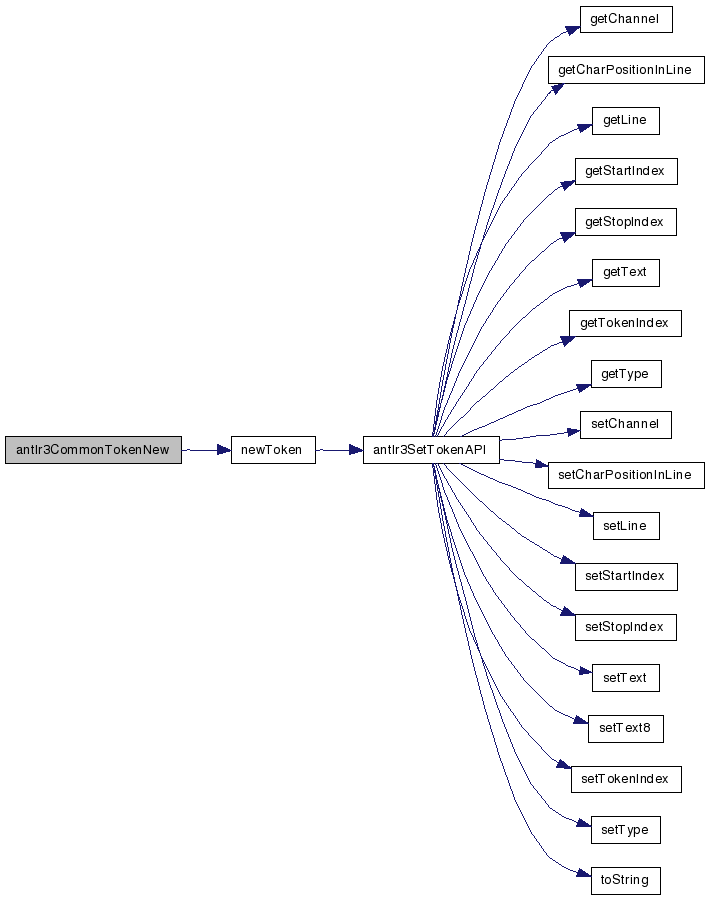 antlr3CommonTokenNew
newToken
antlr3SetTokenAPI
getChannel
getCharPositionInLine
getLine
getStartIndex
getStopIndex
getText
getTokenIndex
getType
setChannel
setCharPositionInLine
setLine
setStartIndex
setStopIndex
setText
setText8
setTokenIndex
setType
toString